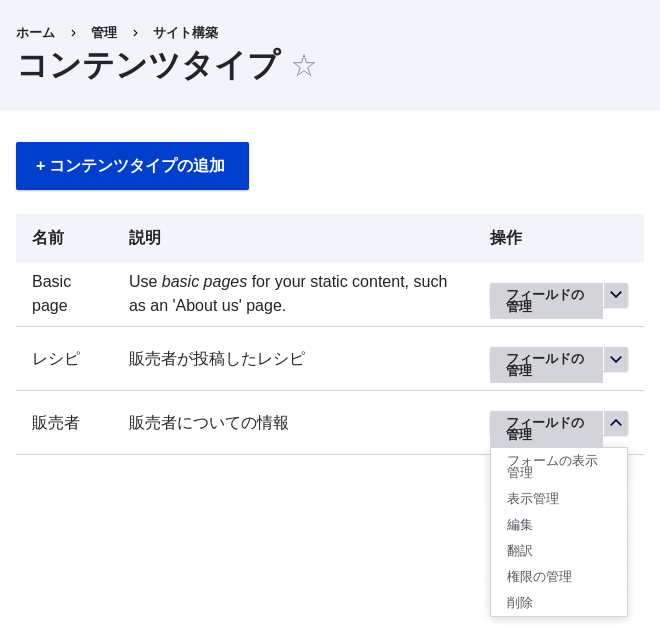 ホーム › 管理 › サイト構築
コンテンツタイプ ☆
+ コンテンツタイプの追加
名前 説明 操作
Basic page
Use basic pages for your static content, such
as an 'About us' page.
フィールドの
管理
レシピ 販売者が投稿したレシピ
フィールドの
管理
販売者 販売者についての情報
フィールドの
管理
フォームの表示
管理
表示管理
編集
翻訳
権限の管理
削除